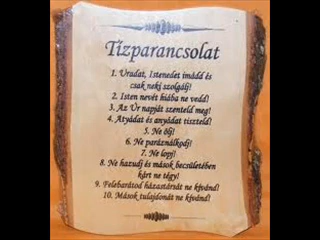 Tízparancsolat
1. Uradat, Istenedet imádd és
csak neki szolgálj!
2. Isten nevét hiába ne vedd!
3. Az Úr napját szenteld meg!
4. Atyádat és anyádat tiszteld!
5. Ne ölj!
6. Ne paráználkodj!
7. Ne lopj!
8. Ne hazudj és mások becsületében
kárt ne tégy!
9. Felebarátod házastársát ne kívánd!
10. Mások tulajdonát ne kívánd!